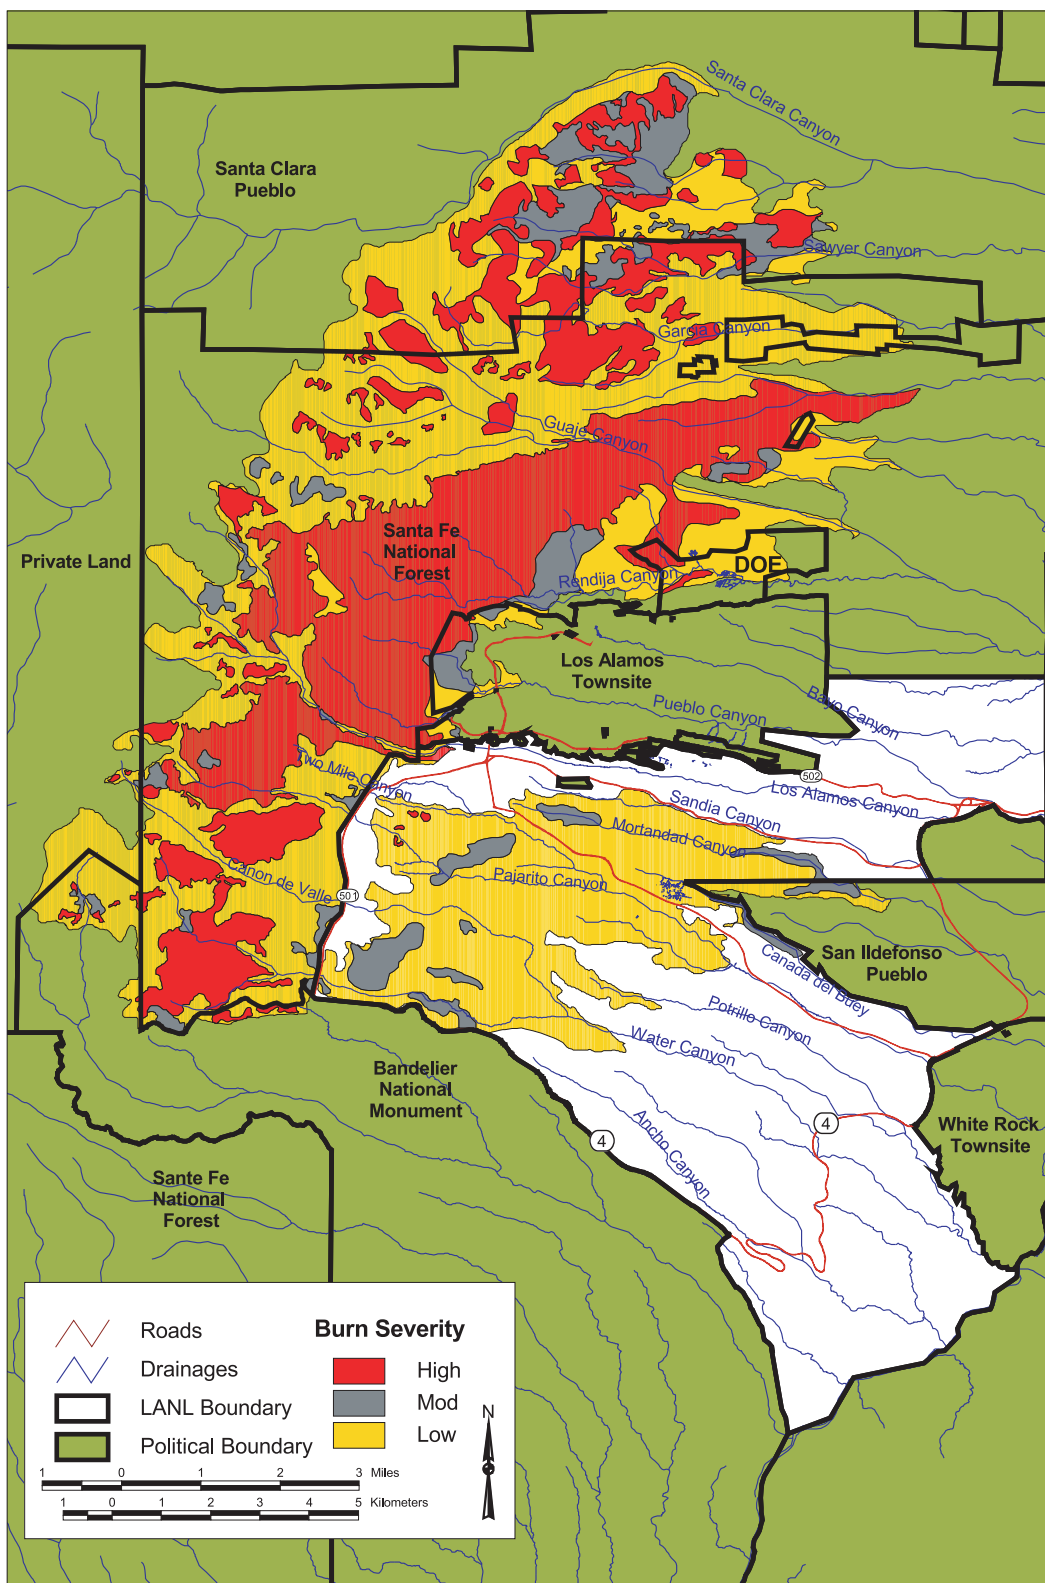 Santa Clara Canyon
Santa Clara
Pueblo
Sawyer Canyon
Garcia Canyon
Guaje Canyon
Santa Fe
National
Forest
Private Land
DOE
Rendija Canyon
Los Alamos
Townsite
Pueblo Canyon
Bayo Canyon
Two Mile Canyon
502
Los Alamos Canyon
Sandia Canyon
Mortandad Canyon
Canon de Valle
Pajarito Canyon
501
San Ildefonso
Pueblo
Canada del Buey
Potrillo Canyon
Water Canyon
Bandelier
National
Monument
Ancho Canyon
4
4
White Rock
Townsite
Sante Fe
National
Forest
Roads
Drainages
LANL Boundary
Political Boundary
Burn Severity
High
Mod
Low
N
1 0 1 2 3 Miles
1 0 1 2 3 4 5 Kilometers